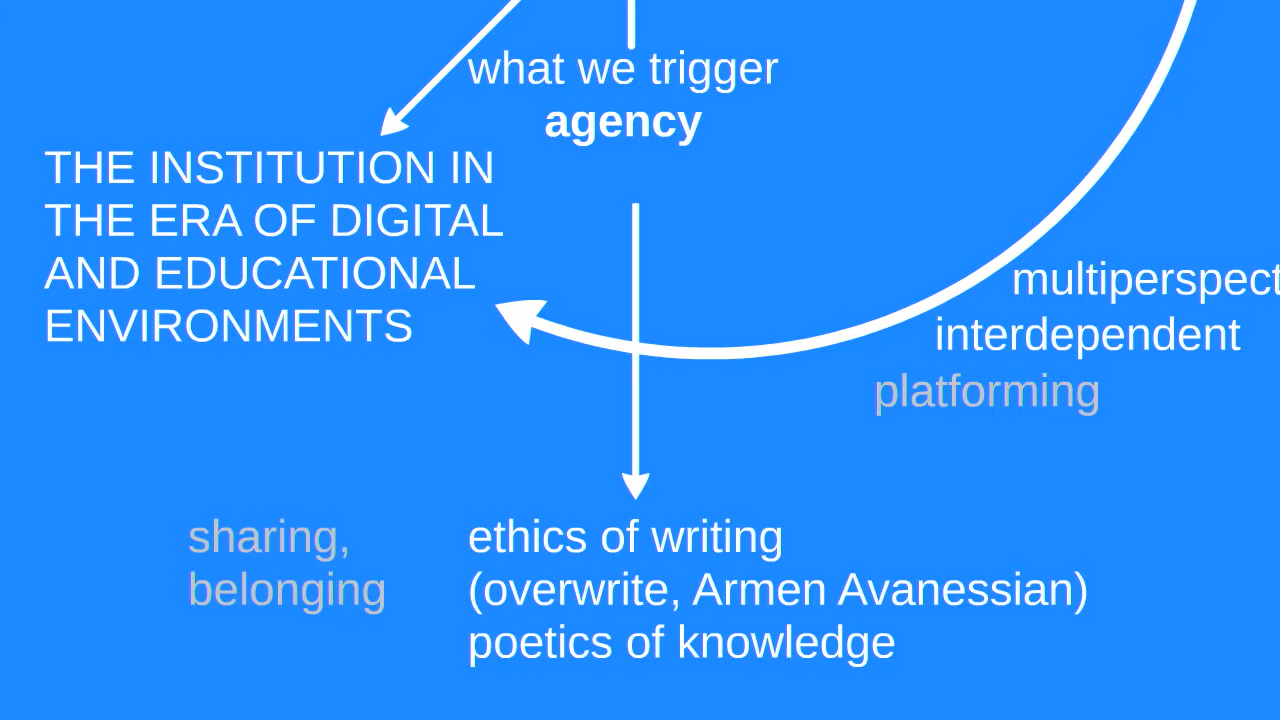 what we trigger
agency
THE INSTITUTION IN
THE ERA OF DIGITAL
AND EDUCATIONAL
ENVIRONMENTS
multiperspect
interdependent
platforming
sharing,
belonging
ethics of writing
(overwrite, Armen Avanessian)
poetics of knowledge